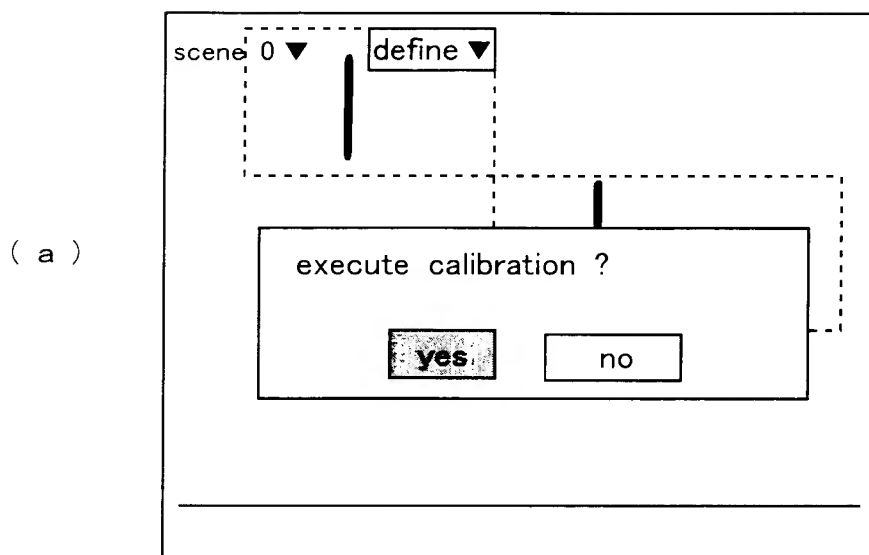 scene 0 ▼ define ▼
( a )
execute calibration ?
yes no